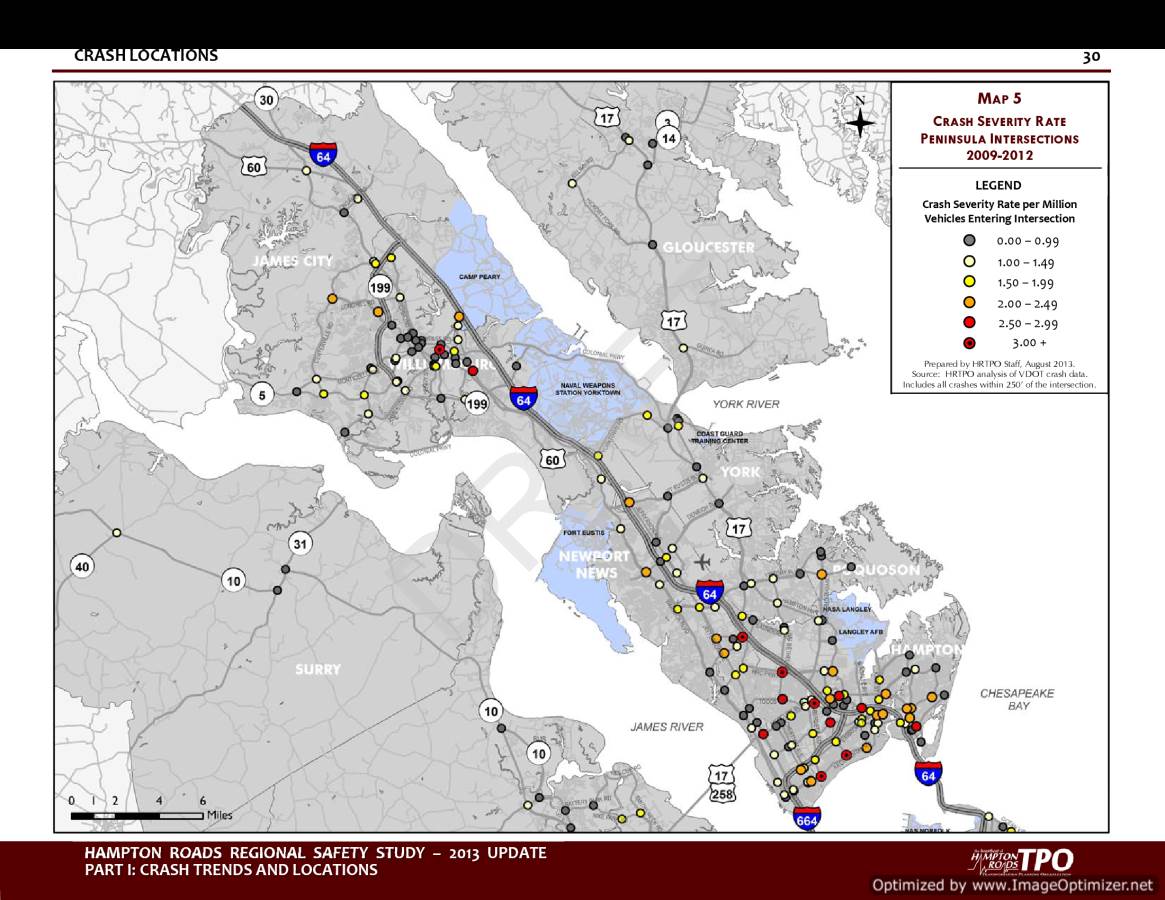 CRASH LOCATIONS
30
MAP 5
CRASH SEVERITY RATE
PENINSULA INTERSECTIONS
2009-2012
LEGEND
Crash Severity Rate per Million
Vehicles Entering Intersection
0.00 – 0.99
1.00 – 1.49
1.50 – 1.99
2.00 – 2.49
2.50 – 2.99
3.00 +
Prepared by HRTPO Staff, August 2013.
Source: HRTPO analysis of VDOT crash data.
Includes all crashes within 250' of the intersection.
N
30
17
3
14
64
60
JAMES CITY
GLOUCESTER
CAMP PEARY
199
17
COLONIAL PKWY
NAVAL WEAPONS
STATION YORKTOWN
5
199
64
YORK RIVER
COAST GUARD
TRAINING CENTER
COLONIAL PKWY
60
YORK
17
FORT EUSTIS
NEWPORT
NEWS
31
40
10
64
NASA LANGLEY
LANGLEY AFB
HAMPTON
SURRY
CHESAPEAKE
BAY
10
JAMES RIVER
10
17
258
64
664
0 1 2 4 6
Miles
DRAFT
HAMPTON ROADS REGIONAL SAFETY STUDY – 2013 UPDATE
PART I: CRASH TRENDS AND LOCATIONS
HAMPTON
ROADS
TPO
Optimized by www.ImageOptimizer.net